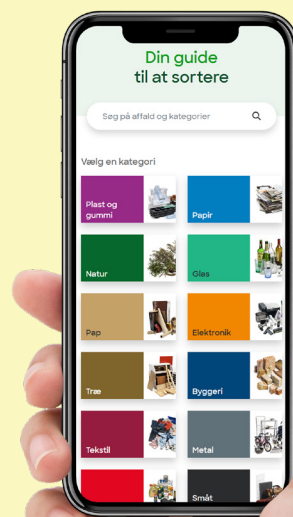 Din guide
til at sortere
Søg på affald og kategorier
Vælg en kategori
Plast og
gummi
Papir
Natur
Glas
Pap
Elektronik
Træ
Byggeri
Tekstil
Metal
Småt